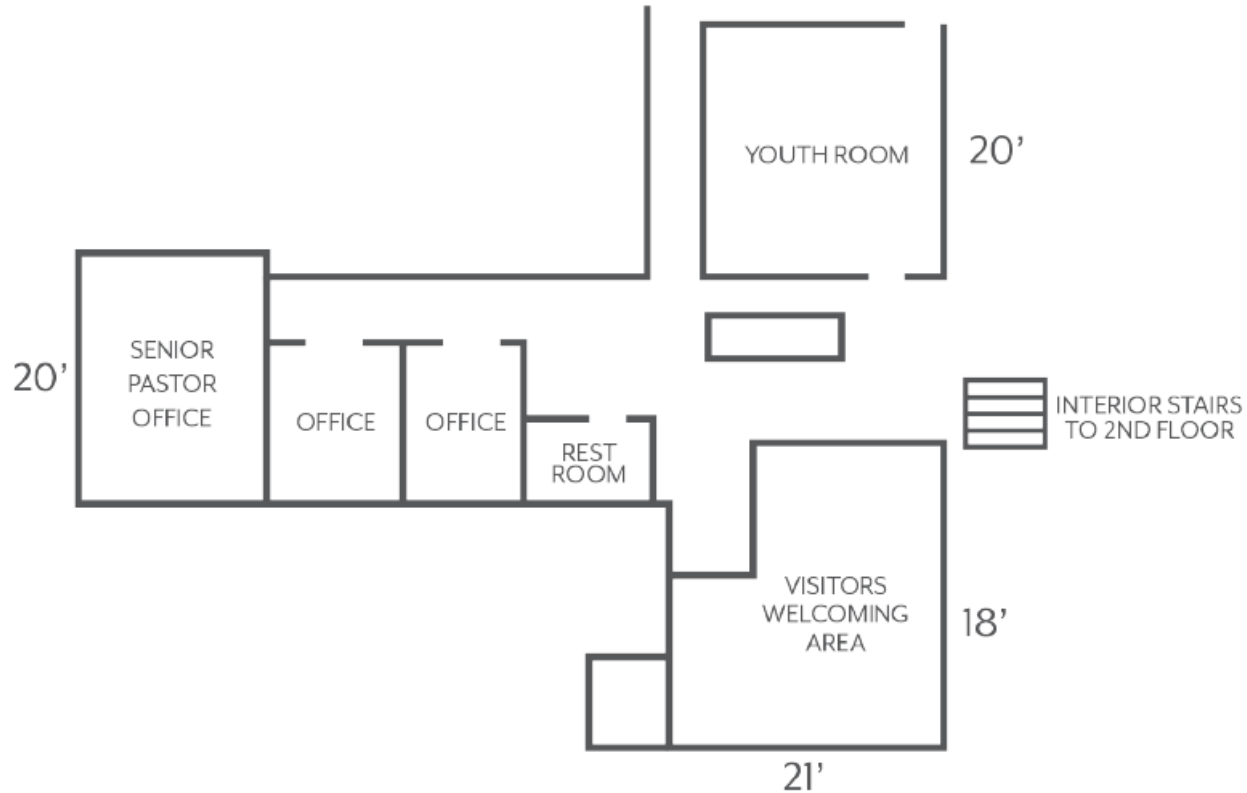 YOUTH ROOM
20'
SENIOR
PASTOR
OFFICE
20'
OFFICE
OFFICE
REST
ROOM
INTERIOR STAIRS
TO 2ND FLOOR
VISITORS
WELCOMING
AREA
18'
21'